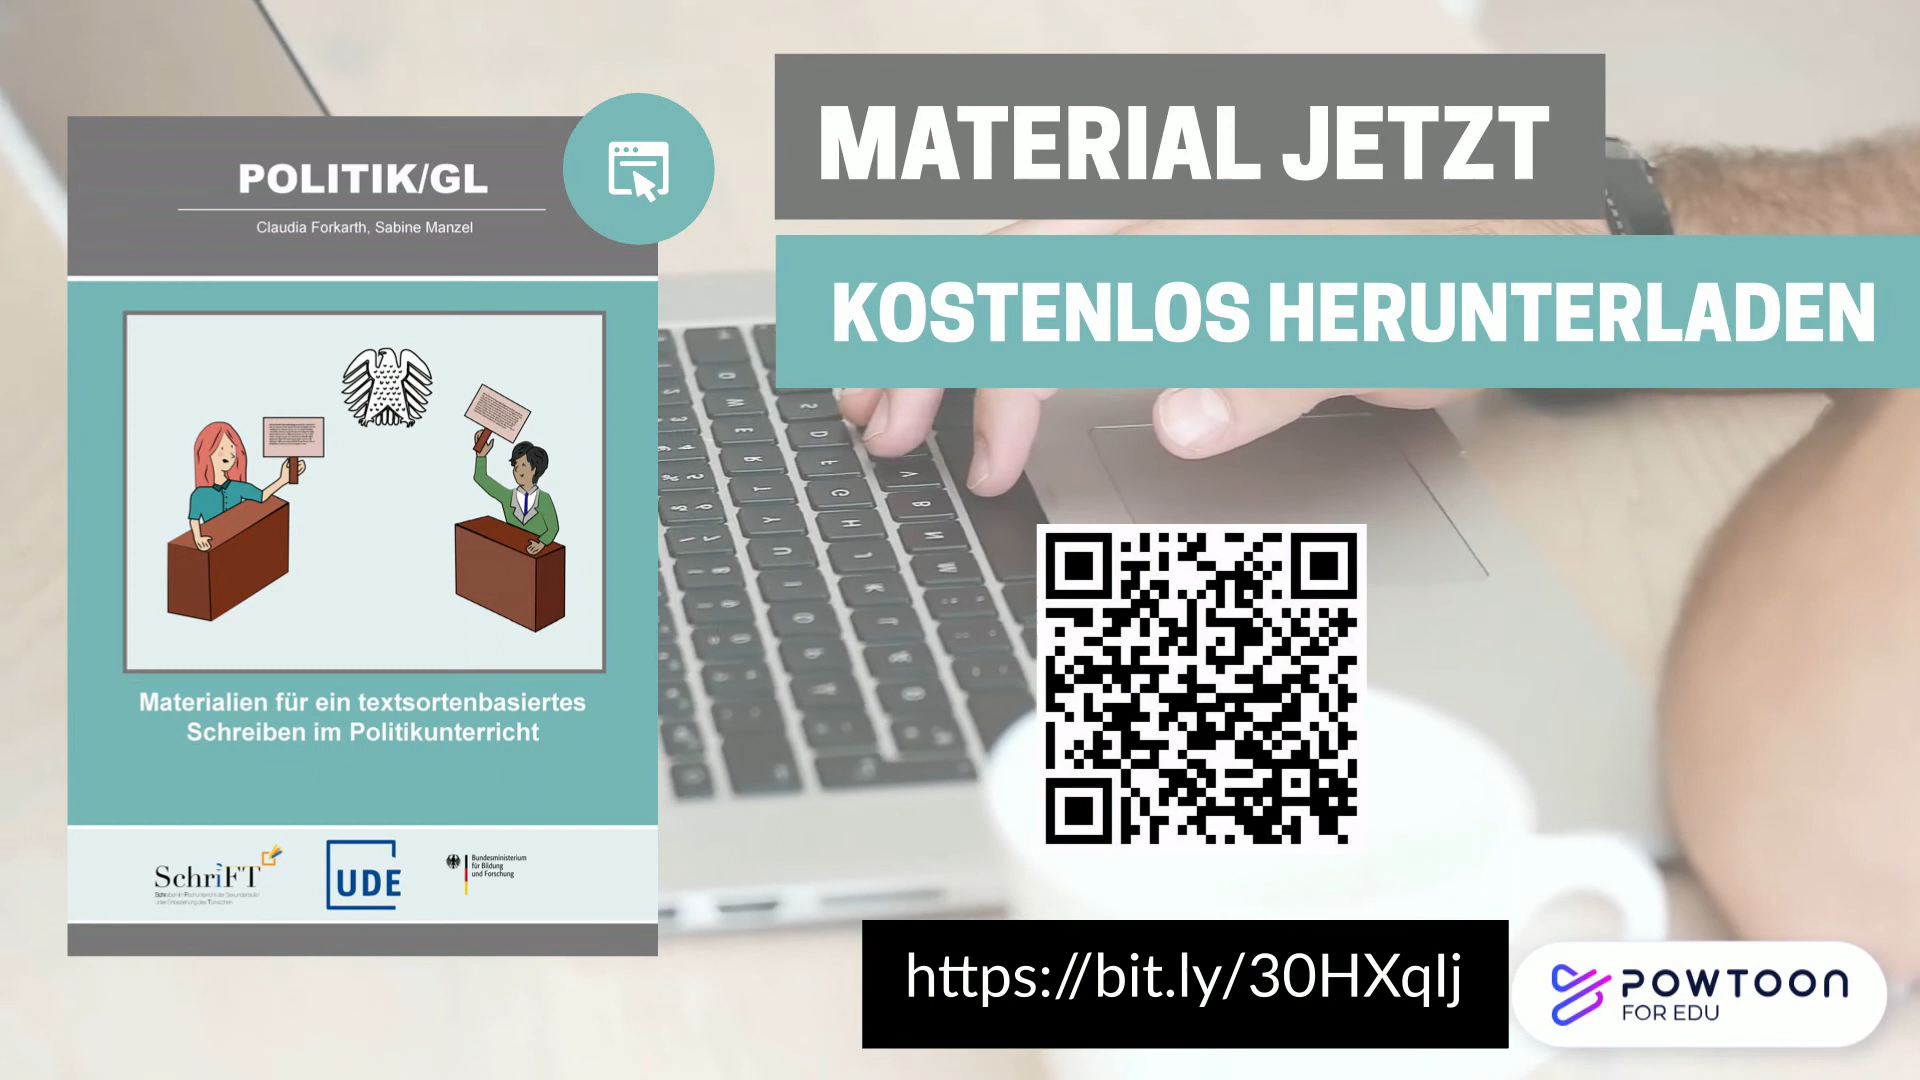 POLITIK/GL
Claudia Forkarth, Sabine Manzel
Materialien für ein textsortenbasiertes
Schreiben im Politikunterricht
SchriFT
UDE
Bundesministerium
für Bildung
und Forschung
MATERIAL JETZT
KOSTENLOS HERUNTERLADEN
https://bit.ly/30HXqIj
POWTOON
FOR EDU